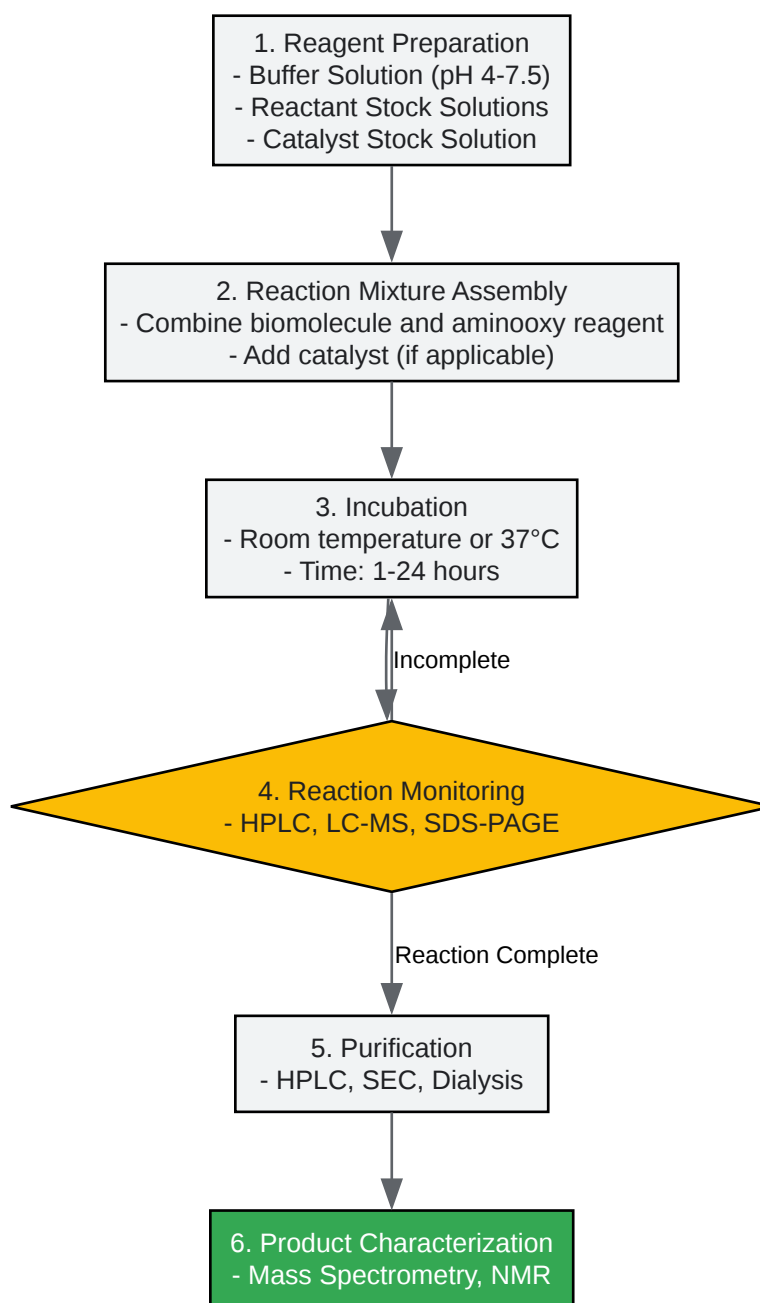 1. Reagent Preparation
- Buffer Solution (pH 4-7.5)
- Reactant Stock Solutions
- Catalyst Stock Solution
2. Reaction Mixture Assembly
- Combine biomolecule and aminooxy reagent
- Add catalyst (if applicable)
3. Incubation
- Room temperature or 37°C
- Time: 1-24 hours
Incomplete
4. Reaction Monitoring
- HPLC, LC-MS, SDS-PAGE
Reaction Complete
5. Purification
- HPLC, SEC, Dialysis
6. Product Characterization
- Mass Spectrometry, NMR